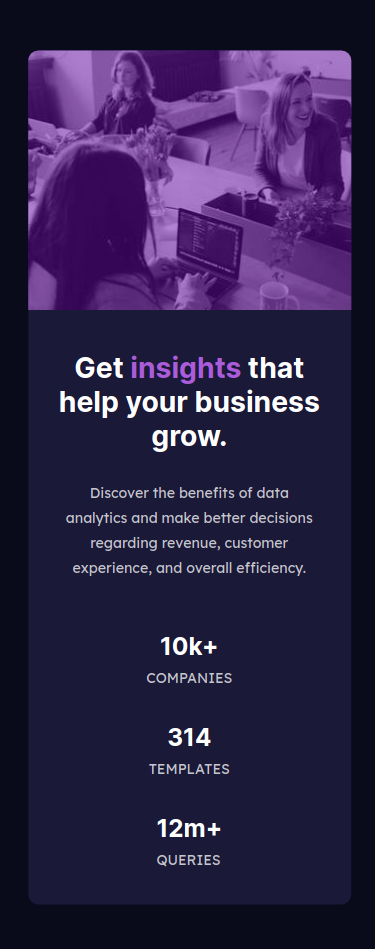 Get insights that
help your business
grow.
Discover the benefits of data
analytics and make better decisions
regarding revenue, customer
experience, and overall efficiency.
10k+
COMPANIES
314
TEMPLATES
12m+
QUERIES